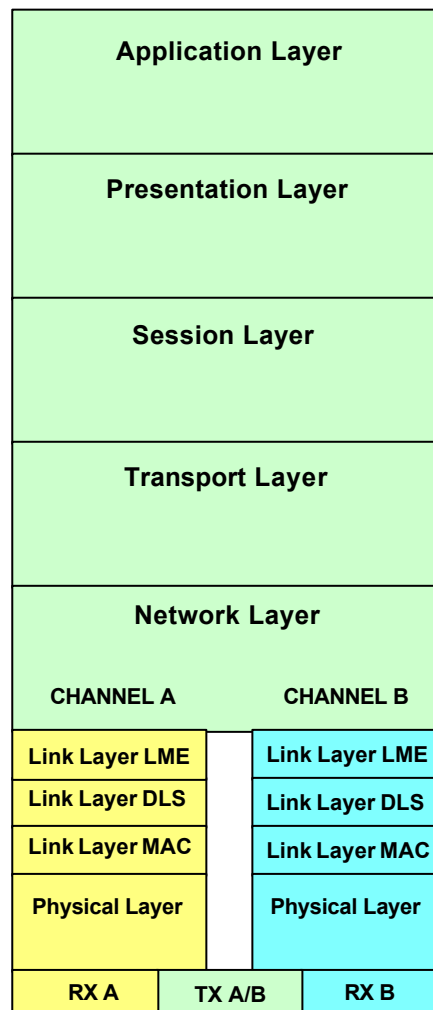 Application Layer
Presentation Layer
Session Layer
Transport Layer
Network Layer
CHANNEL A CHANNEL B
Link Layer LME Link Layer LME
Link Layer DLS Link Layer DLS
Link Layer MAC Link Layer MAC
Physical Layer Physical Layer
RX A TX A/B RX B